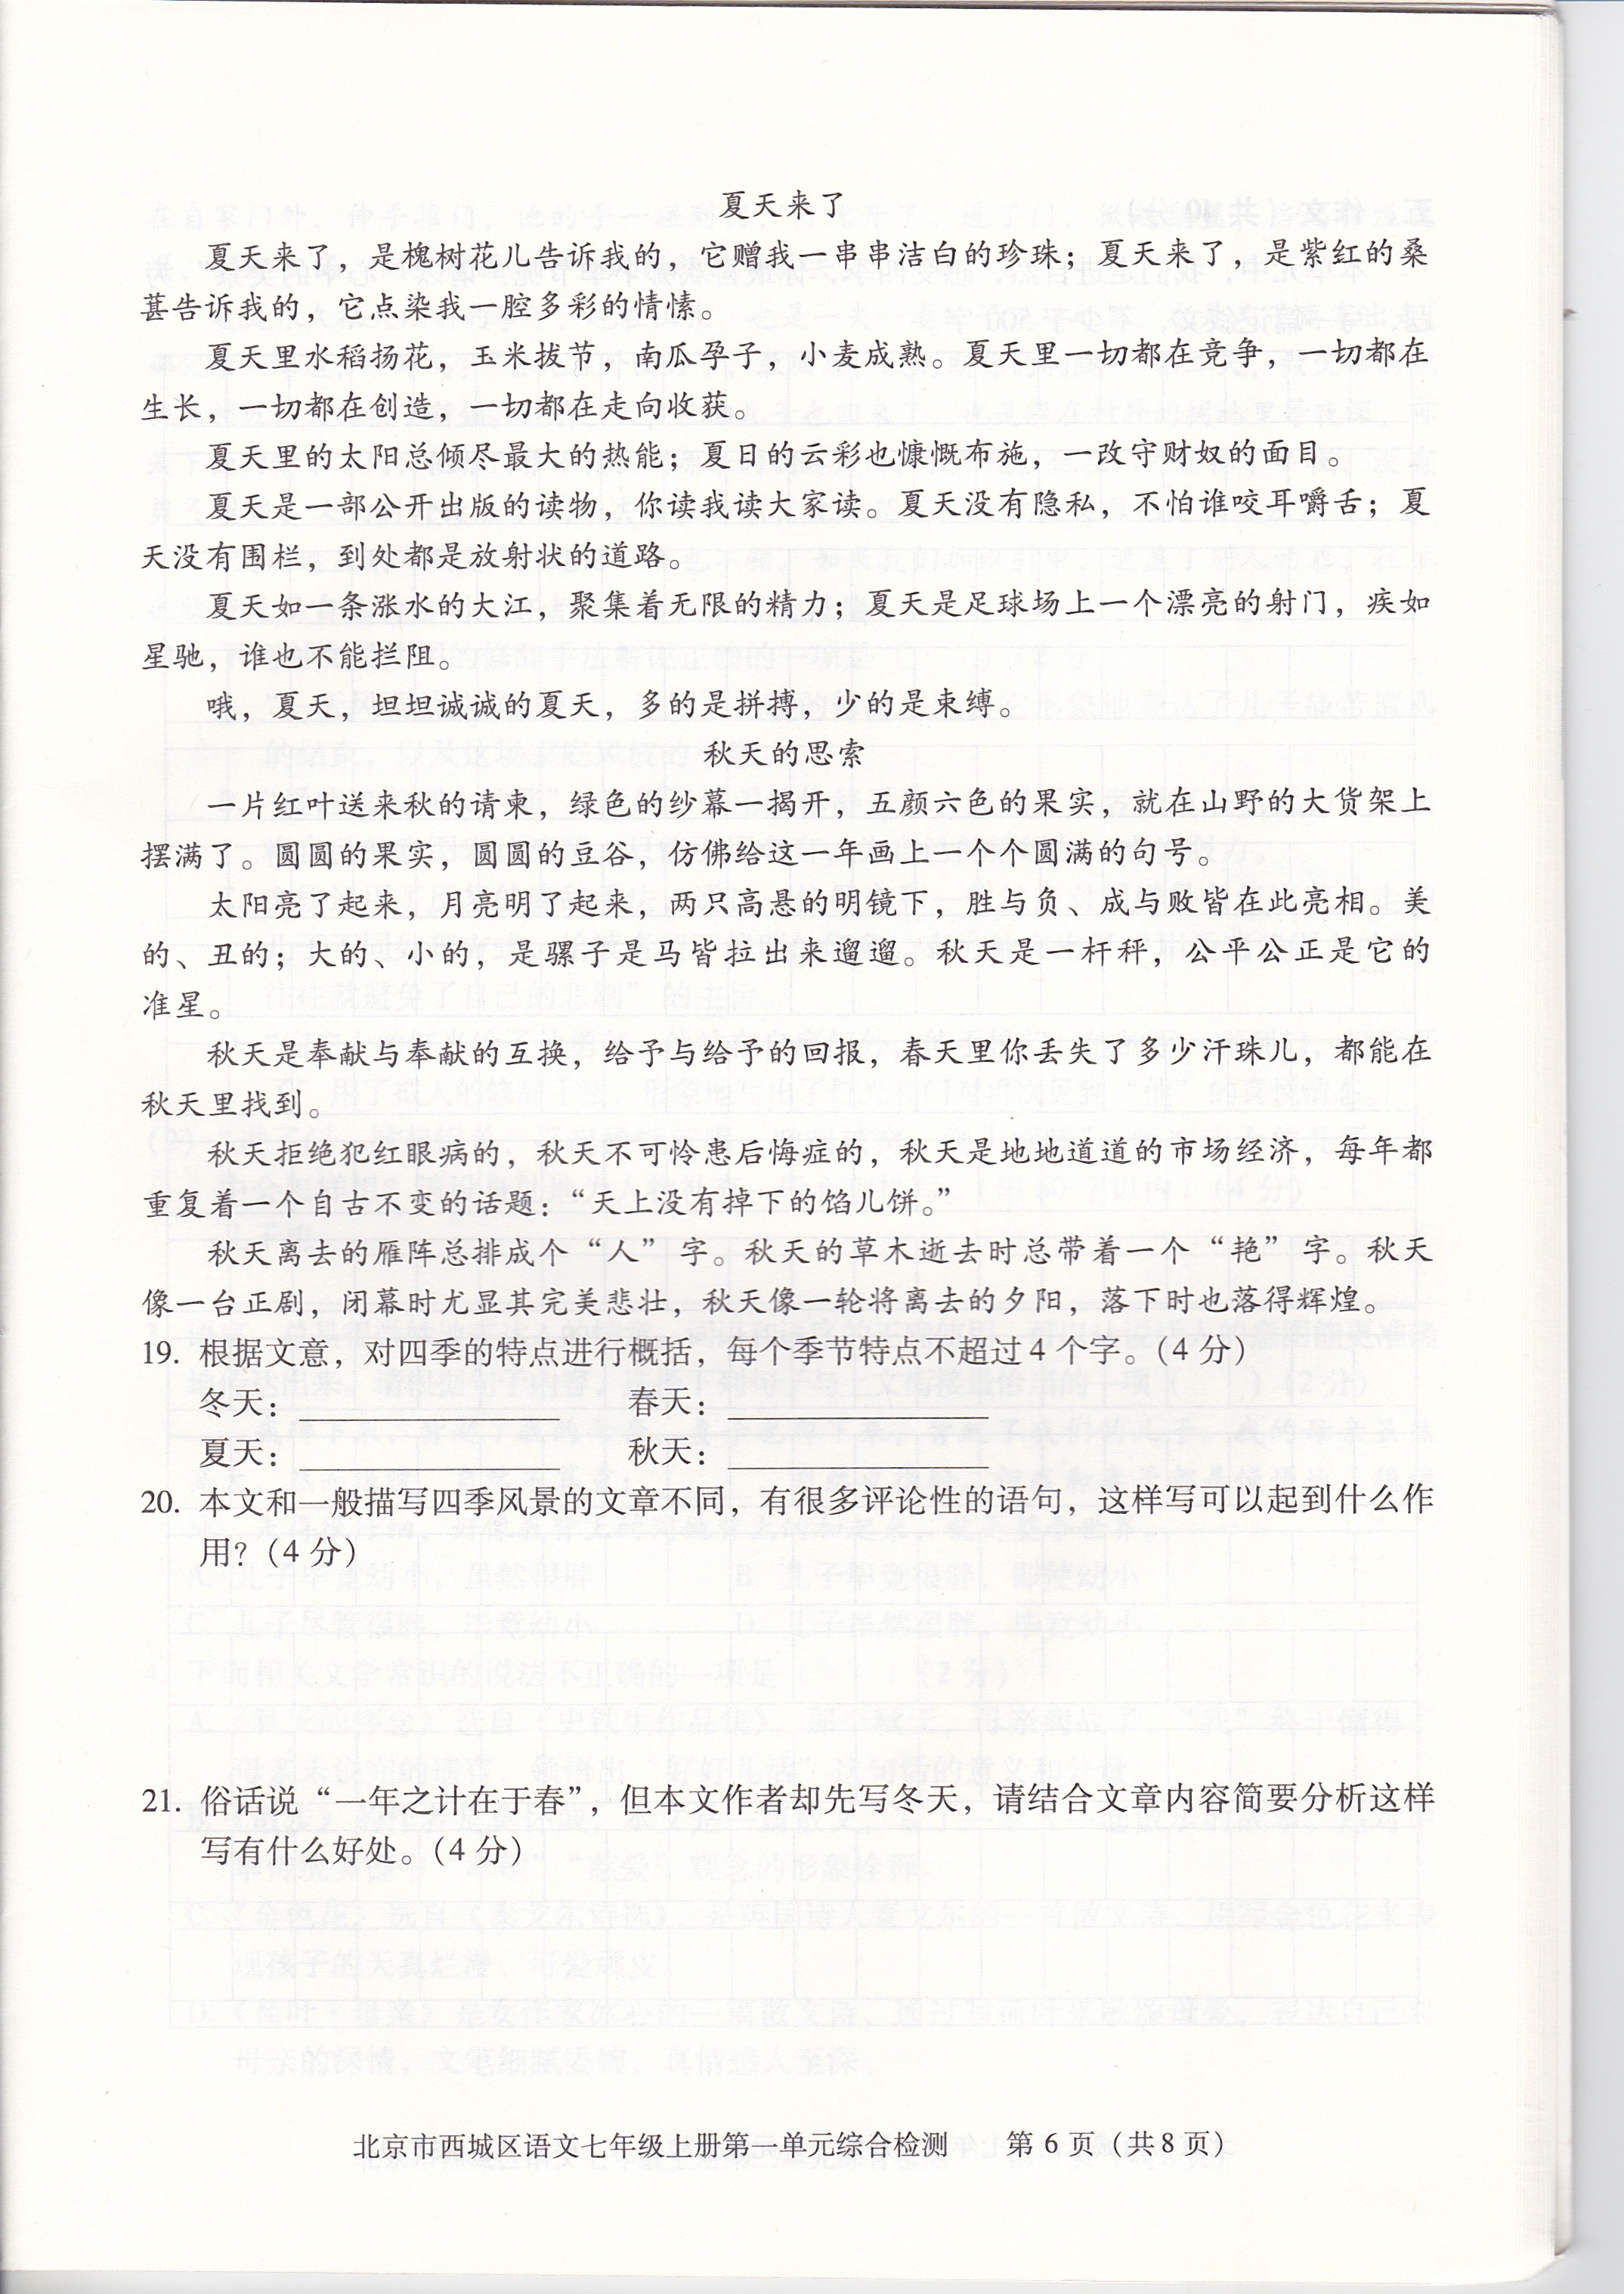 夏天来了
夏天来了，是槐树花儿告诉我的，它赠我一串串洁白的珍珠；夏天来了，是紫红的桑
葚告诉我的，它点染我一腔多彩的情愫。
夏天里水稻扬花，玉米拔节，南瓜孕子，小麦成熟。夏天里一切都在竞争，一切都在
生长，一切都在创造，一切都在走向收获。
夏天里的太阳总倾尽最大的热能；夏日的云彩也慷慨布施，一改守财奴的面目。
夏天是一部公开出版的读物，你读我读大家读。夏天没有隐私，不怕谁咬耳嚼舌；夏
天没有围栏，到处都是放射状的道路。
夏天如一条涨水的大江，聚集着无限的精力；夏天是足球场上一个漂亮的射门，疾如
星驰，谁也不能拦阻。
哦，夏天，坦坦诚诚的夏天，多的是拼搏，少的是束缚。
秋天的思索
一片红叶送来秋的请柬，绿色的纱幕一揭开，五颜六色的果实，就在山野的大货架上
摆满了。圆圆的果实，圆圆的豆谷，仿佛给这一年画上一个个圆满的句号。
太阳亮了起来，月亮明了起来，两只高悬的明镜下，胜与负、成与败皆在此亮相。美
的、丑的；大的、小的，是骡子是马皆拉出来遛遛。秋天是一杆秤，公平公正是它的
准星。
秋天是奉献与奉献的互换，给予与给予的回报，春天里你丢失了多少汗珠儿，都能在
秋天里找到。
秋天拒绝犯红眼病的，秋天不可怜患后悔症的，秋天是地地道道的市场经济，每年都
重复着一个自古不变的话题：“天上没有掉下的馅儿饼。”
秋天离去的雁阵总排成个“人”字。秋天的草木逝去时总带着一个“艳”字。秋天
像一台正剧，闭幕时尤显其完美悲壮，秋天像一轮将离去的夕阳，落下时也落得辉煌。
19. 根据文意，对四季的特点进行概括，每个季节特点不超过4个字。（4分）
冬天：________ 春天：________
夏天：________ 秋天：________
20. 本文和一般描写四季风景的文章不同，有很多评论性的语句，这样写可以起到什么作
用？（4分）
21. 俗话说“一年之计在于春”，但本文作者却先写冬天，请结合文章内容简要分析这样
写有什么好处。（4分）
北京市西城区语文七年级上册第一单元综合检测 第6页（共8页）